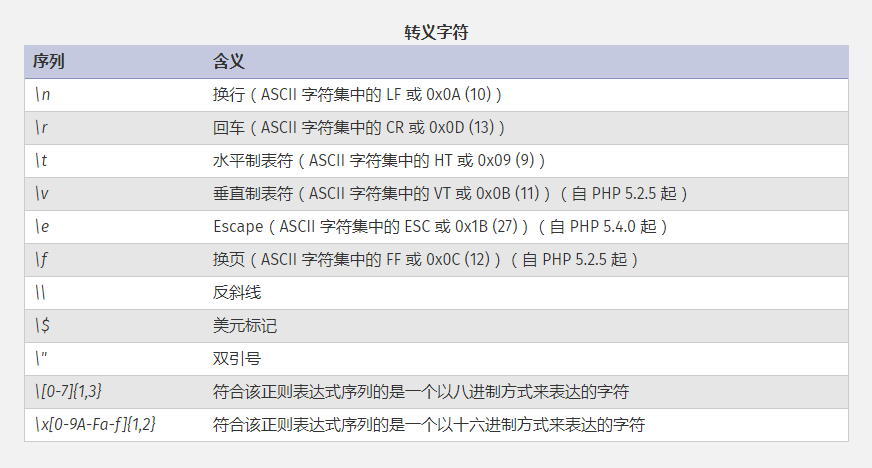 转义字符
序列 含义
\n 换行（ASCII 字符集中的 LF 或 0x0A (10)）
\r 回车（ASCII 字符集中的 CR 或 0x0D (13)）
\t 水平制表符（ASCII 字符集中的 HT 或 0x09 (9)）
\v 垂直制表符（ASCII 字符集中的 VT 或 0x0B (11)）（自 PHP 5.2.5 起）
\e Escape（ASCII 字符集中的 ESC 或 0x1B (27)）（自 PHP 5.4.0 起）
\f 换页（ASCII 字符集中的 FF 或 0x0C (12)）（自 PHP 5.2.5 起）
\\ 反斜线
\$ 美元标记
\" 双引号
\[0-7]{1,3} 符合该正则表达式序列的是一个以八进制方式来表达的字符
\x[0-9A-Fa-f]{1,2} 符合该正则表达式序列的是一个以十六进制方式来表达的字符